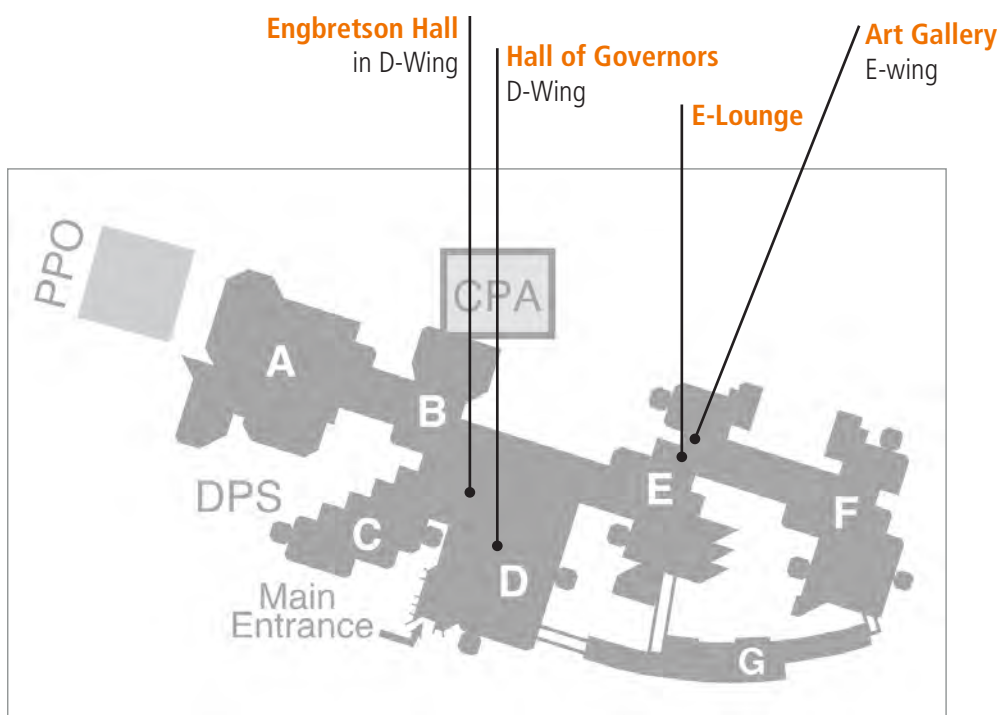 Engbretson Hall
in D-Wing
Hall of Governors
D-Wing
Art Gallery
E-wing
E-Lounge
PPO
CPA
A
B
DPS
C
E
F
D
Main
Entrance
G